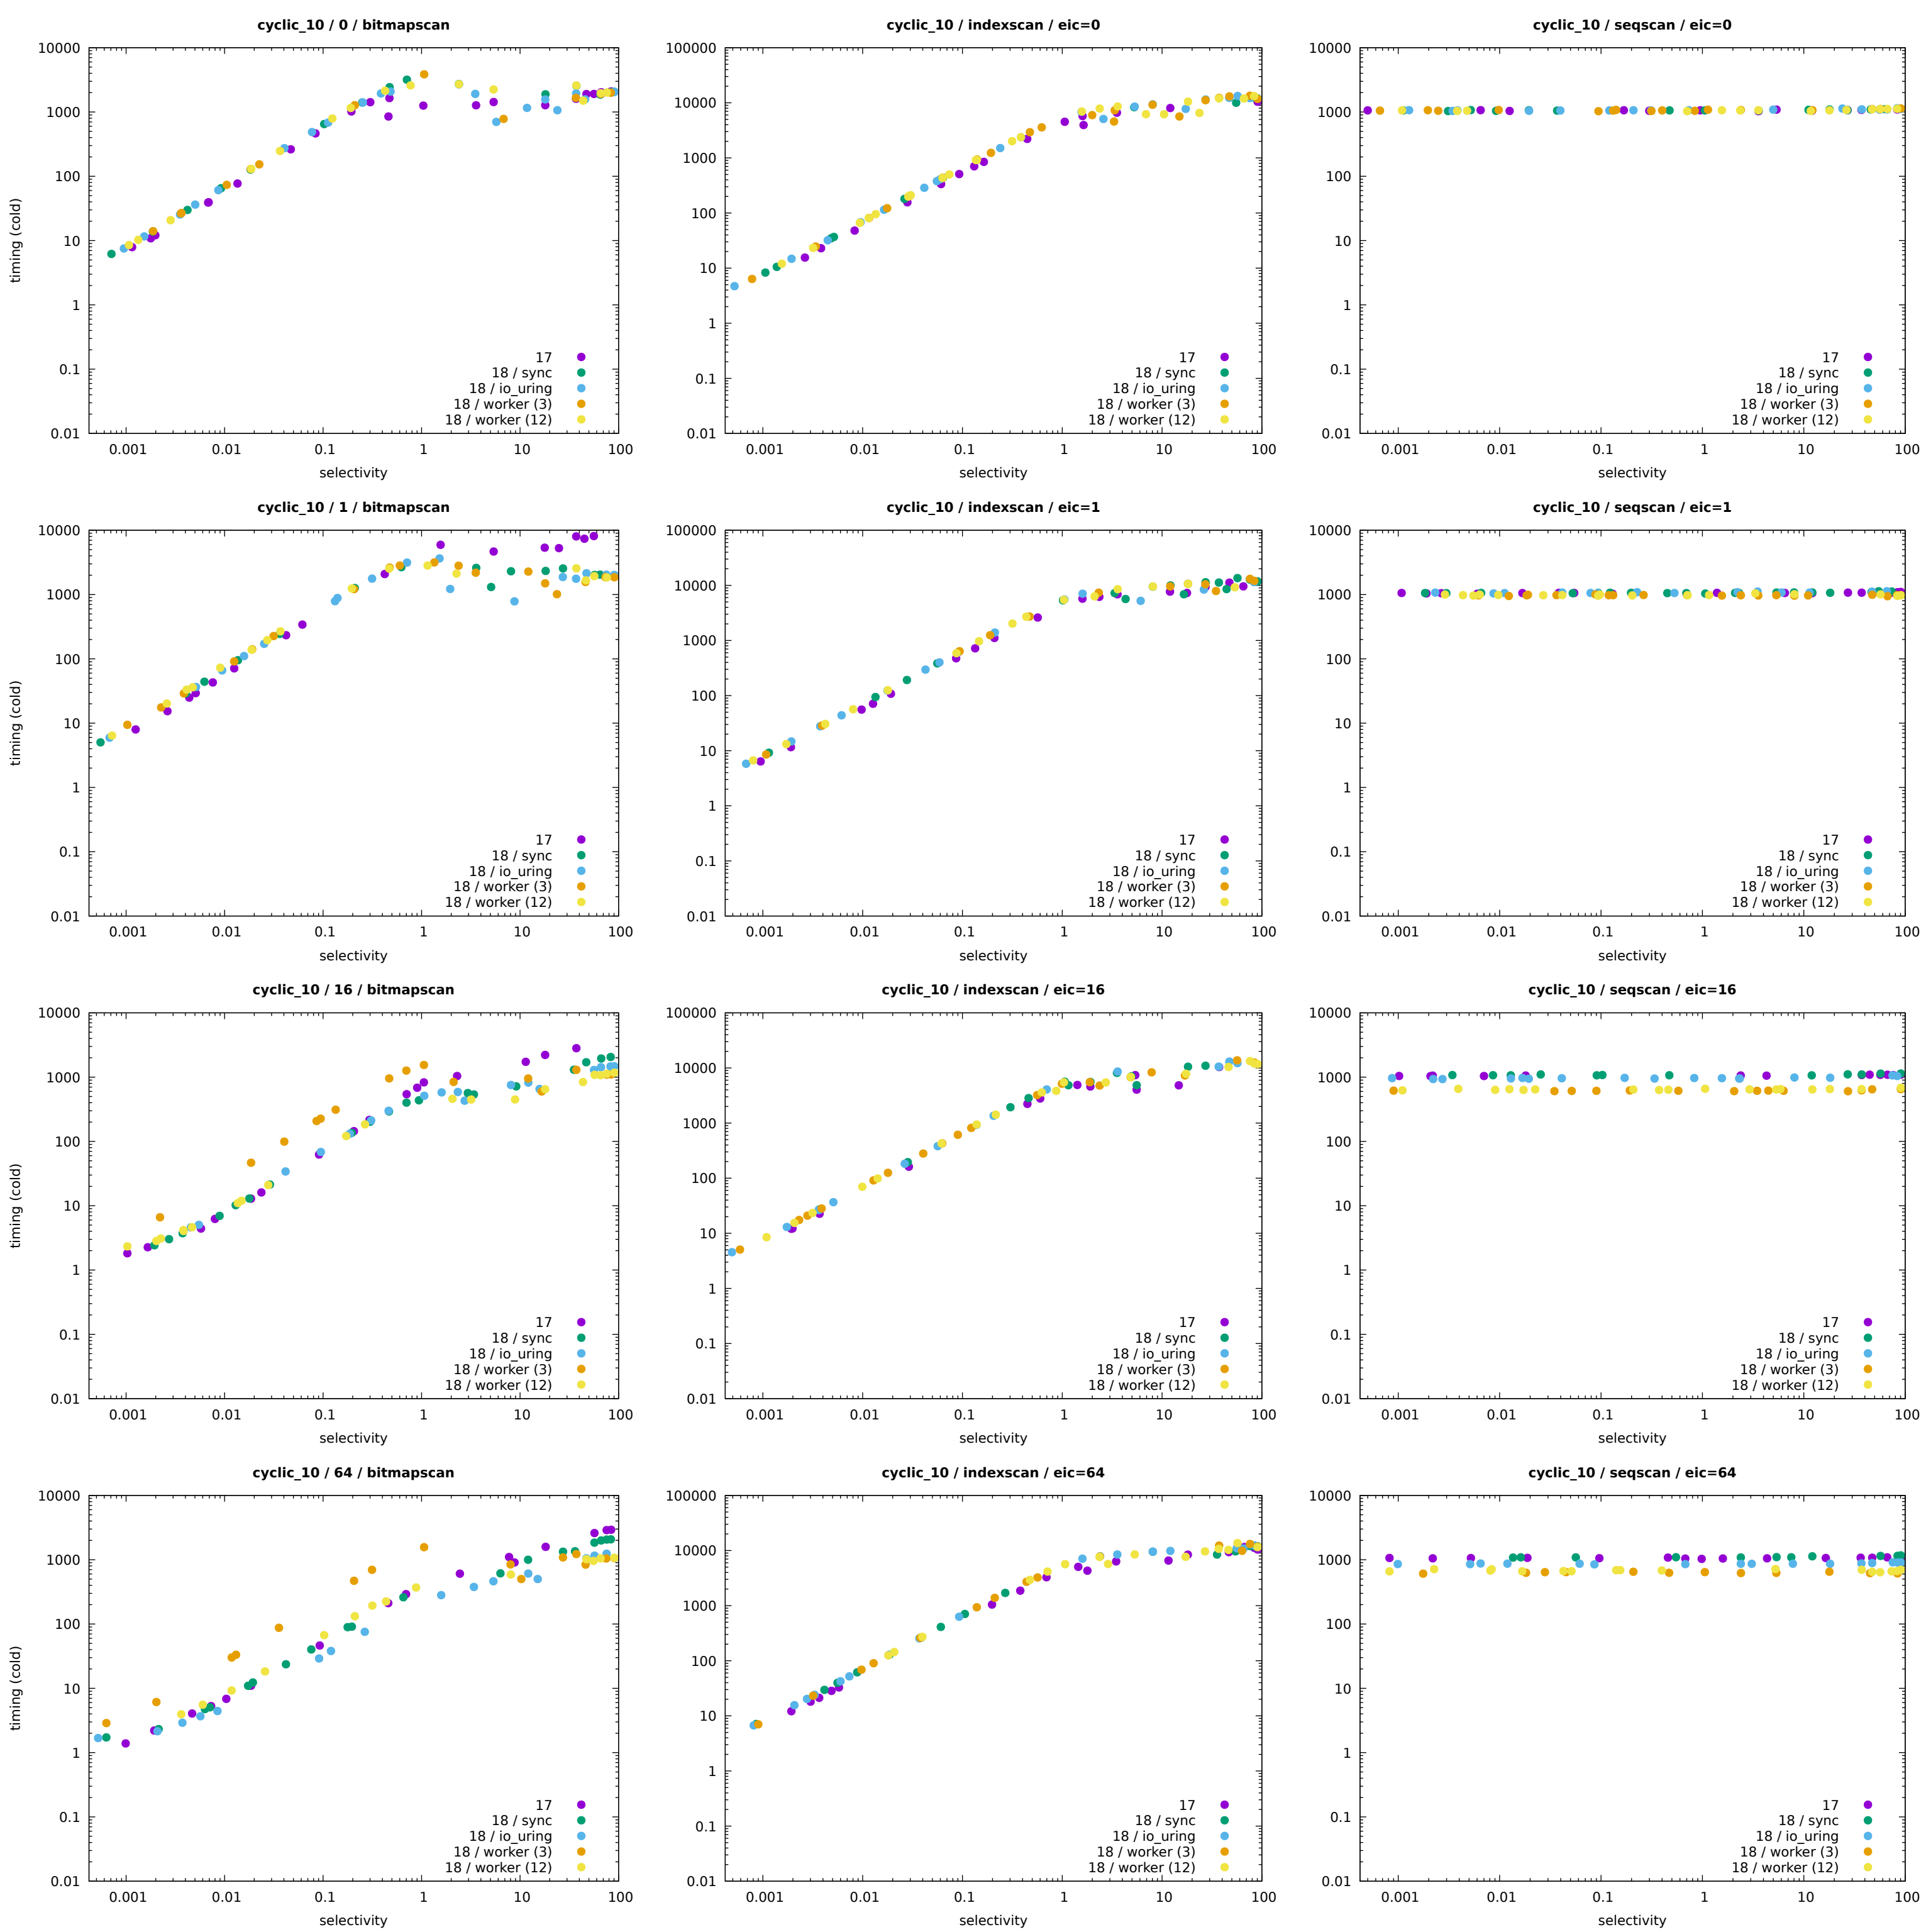 cyclic_10 / 0 / bitmapscan
10000
1000
100
10
1
0.1
0.01
timing (cold)
17
18 / sync
18 / io_uring
18 / worker (3)
18 / worker (12)
0.001 0.01 0.1 1 10 100
selectivity
cyclic_10 / indexscan / eic=0
100000
10000
1000
100
10
1
0.1
0.01
17
18 / sync
18 / io_uring
18 / worker (3)
18 / worker (12)
0.001 0.01 0.1 1 10 100
selectivity
cyclic_10 / seqscan / eic=0
10000
1000
100
10
1
0.1
0.01
17
18 / sync
18 / io_uring
18 / worker (3)
18 / worker (12)
0.001 0.01 0.1 1 10 100
selectivity
cyclic_10 / 1 / bitmapscan
10000
1000
100
10
1
0.1
0.01
timing (cold)
17
18 / sync
18 / io_uring
18 / worker (3)
18 / worker (12)
0.001 0.01 0.1 1 10 100
selectivity
cyclic_10 / indexscan / eic=1
100000
10000
1000
100
10
1
0.1
0.01
17
18 / sync
18 / io_uring
18 / worker (3)
18 / worker (12)
0.001 0.01 0.1 1 10 100
selectivity
cyclic_10 / seqscan / eic=1
10000
1000
100
10
1
0.1
0.01
17
18 / sync
18 / io_uring
18 / worker (3)
18 / worker (12)
0.001 0.01 0.1 1 10 100
selectivity
cyclic_10 / 16 / bitmapscan
10000
1000
100
10
1
0.1
0.01
timing (cold)
17
18 / sync
18 / io_uring
18 / worker (3)
18 / worker (12)
0.001 0.01 0.1 1 10 100
selectivity
cyclic_10 / indexscan / eic=16
100000
10000
1000
100
10
1
0.1
0.01
17
18 / sync
18 / io_uring
18 / worker (3)
18 / worker (12)
0.001 0.01 0.1 1 10 100
selectivity
cyclic_10 / seqscan / eic=16
10000
1000
100
10
1
0.1
0.01
17
18 / sync
18 / io_uring
18 / worker (3)
18 / worker (12)
0.001 0.01 0.1 1 10 100
selectivity
cyclic_10 / 64 / bitmapscan
10000
1000
100
10
1
0.1
0.01
timing (cold)
17
18 / sync
18 / io_uring
18 / worker (3)
18 / worker (12)
0.001 0.01 0.1 1 10 100
selectivity
cyclic_10 / indexscan / eic=64
100000
10000
1000
100
10
1
0.1
0.01
17
18 / sync
18 / io_uring
18 / worker (3)
18 / worker (12)
0.001 0.01 0.1 1 10 100
selectivity
cyclic_10 / seqscan / eic=64
10000
1000
100
10
1
0.1
0.01
17
18 / sync
18 / io_uring
18 / worker (3)
18 / worker (12)
0.001 0.01 0.1 1 10 100
selectivity